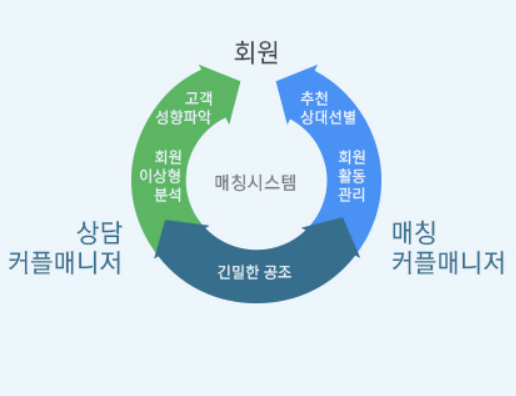 회원
고객
성향파악
추천
상대선별
회원
이상형
분석
매칭시스템
회원
활동
관리
상담
커플매니저
매칭
커플매니저
긴밀한 공조